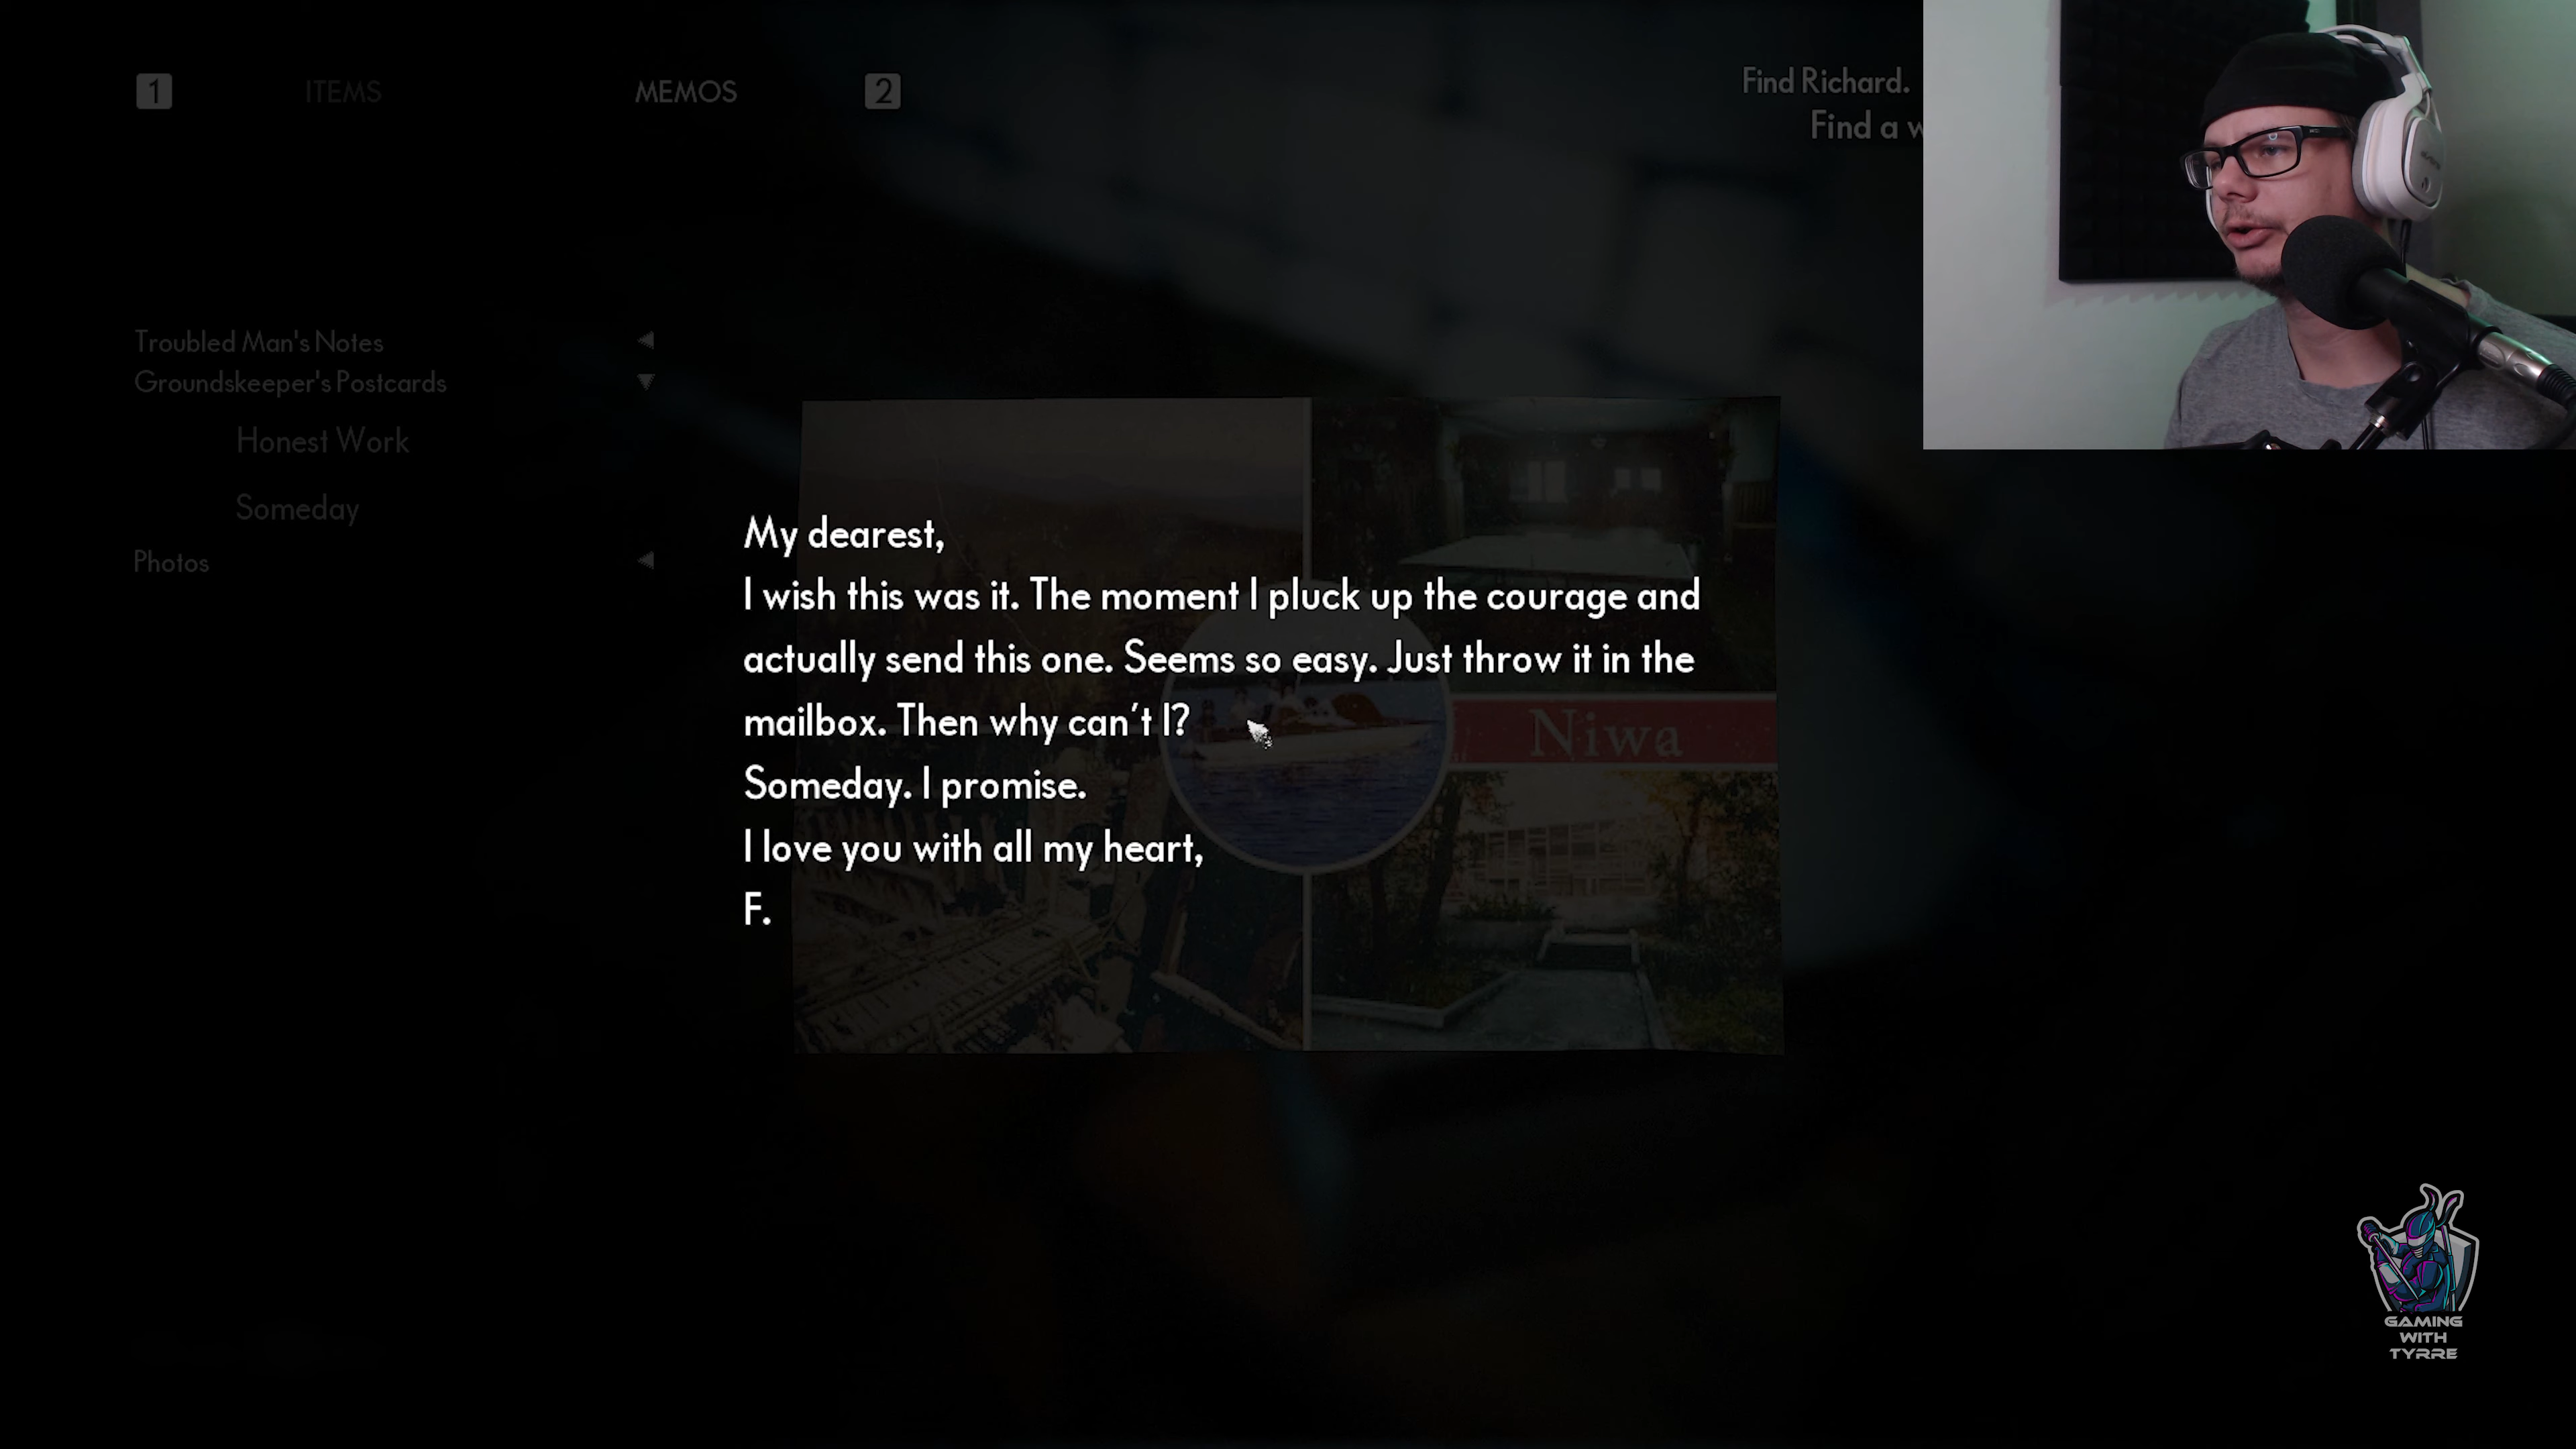 1 ITEMS MEMOS 2
Find Richard.
Find a w
Troubled Man's Notes
Groundskeeper's Postcards
Honest Work
Someday
Photos
My dearest,
I wish this was it. The moment I pluck up the courage and
actually send this one. Seems so easy. Just throw it in the
mailbox. Then why can't I?
Someday. I promise.
I love you with all my heart,
F.
Niwa
GAMING
WITH
TYRRE